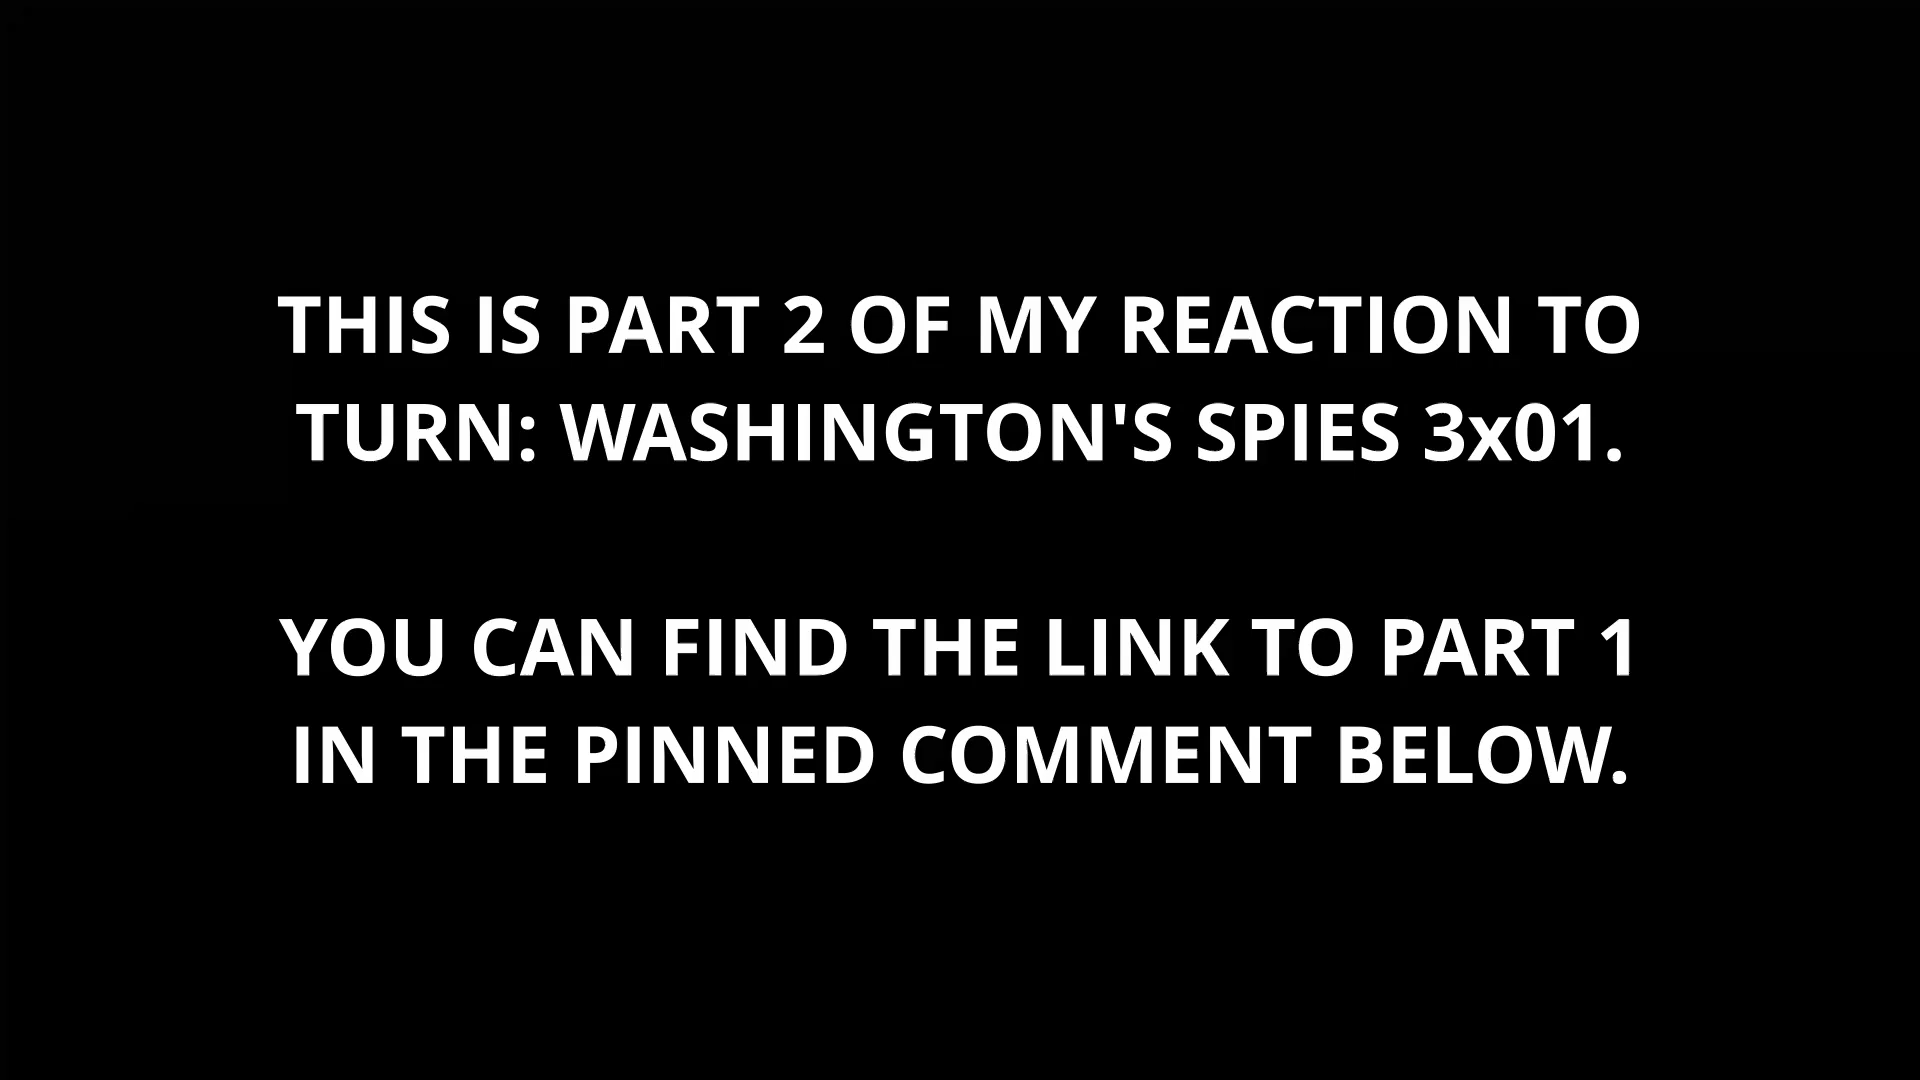 THIS IS PART 2 OF MY REACTION TO
TURN: WASHINGTON'S SPIES 3x01.
YOU CAN FIND THE LINK TO PART 1
IN THE PINNED COMMENT BELOW.